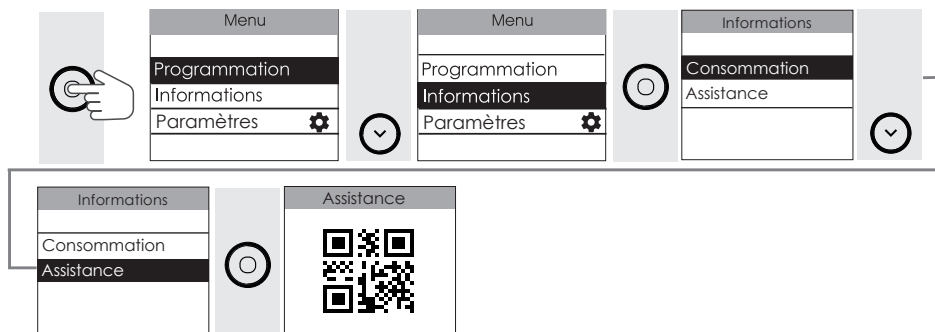 Menu
Programmation
Informations
Paramètres
Menu
Programmation
Informations
Paramètres
Informations
Consommation
Assistance
Informations
Consommation
Assistance
Assistance